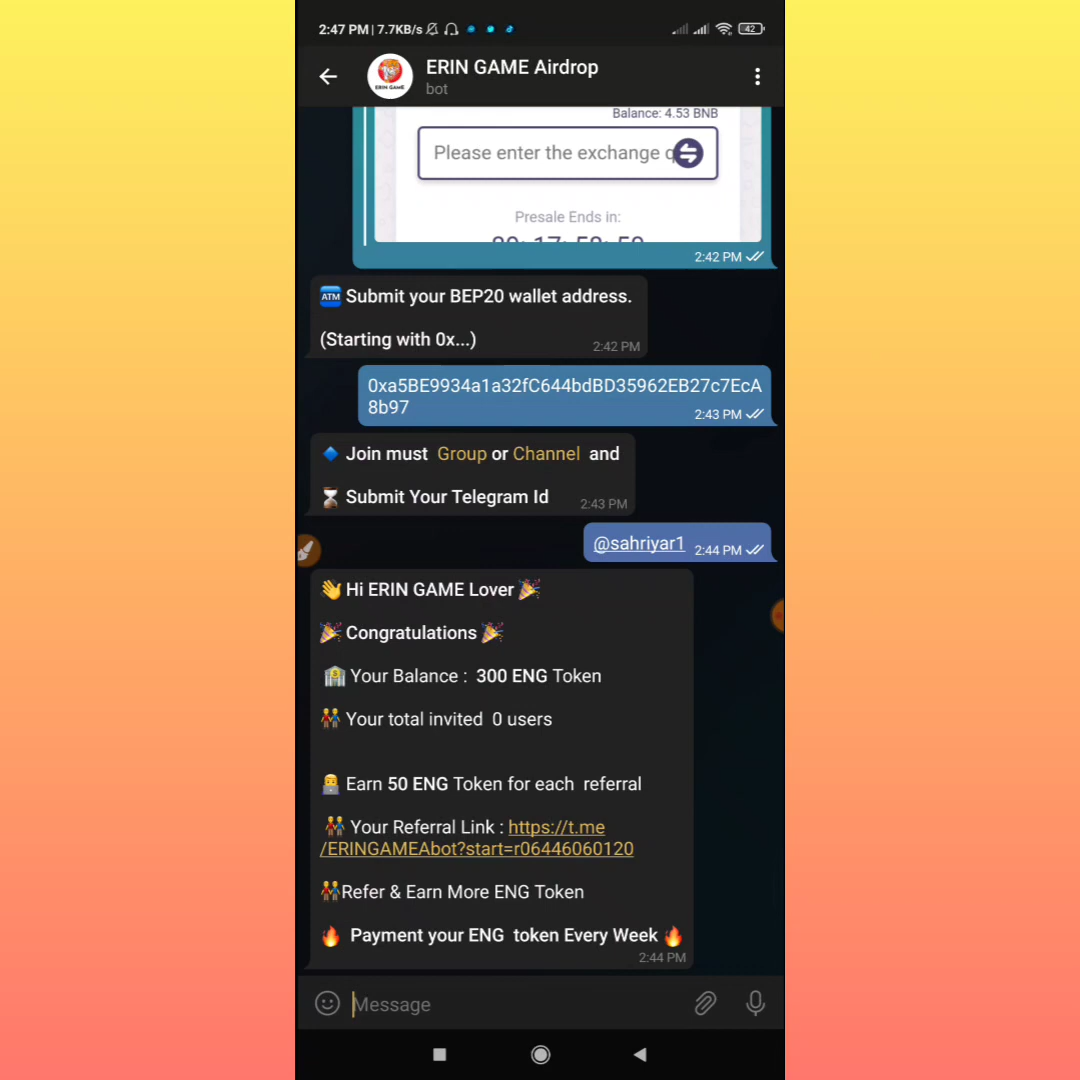 2:47 PM | 7.7KB/s
42
ERIN GAME Airdrop
bot
ERIN GAME
Balance: 4.53 BNB
Please enter the exchange q
Presale Ends in:
2:42 PM
ATM Submit your BEP20 wallet address.
(Starting with 0x...)
2:42 PM
0xa5BE9934a1a32fC644bdBD35962EB27c7EcA
8b97
2:43 PM
Join must Group or Channel and
Submit Your Telegram Id
2:43 PM
@sahriyar1 2:44 PM
Hi ERIN GAME Lover
Congratulations
Your Balance : 300 ENG Token
Your total invited 0 users
Earn 50 ENG Token for each referral
Your Referral Link : https://t.me
/ERINGAMEAbot?start=r06446060120
Refer & Earn More ENG Token
Payment your ENG token Every Week
2:44 PM
Message